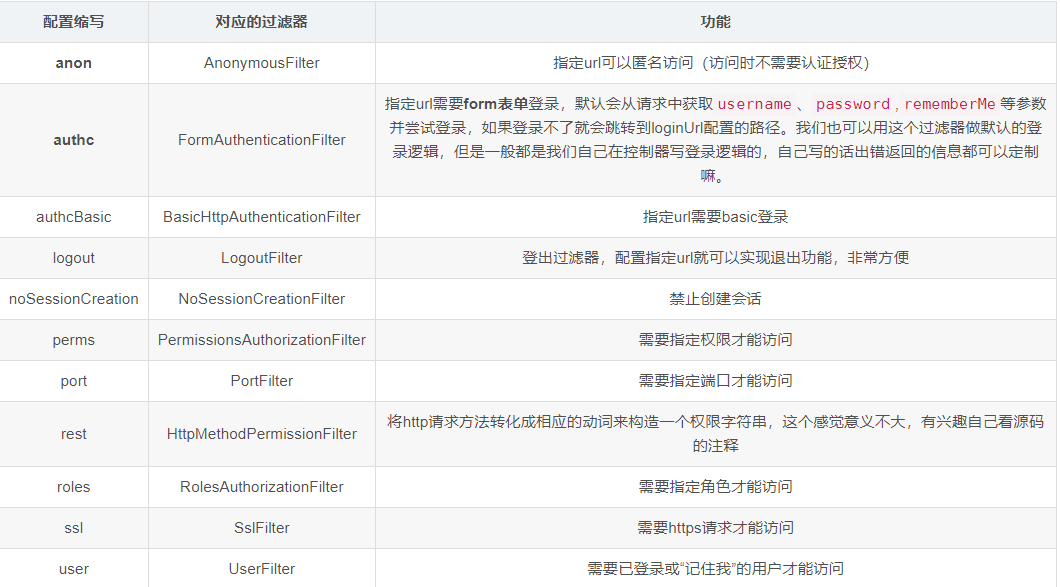 配置缩写 对应的过滤器 功能
anon AnonymousFilter 指定url可以匿名访问（访问时不需要认证授权）
指定url需要form表单登录，默认会从请求中获取 username 、 password , rememberMe 等参数
并尝试登录，如果登录不了就会跳转到loginUrl配置的路径。我们也可以用这个过滤器做默认的登
authc FormAuthenticationFilter
录逻辑，但是一般都是我们自己在控制器写登录逻辑的，自己写的话出错返回的信息都可以定制
嘛。
authcBasic BasicHttpAuthenticationFilter 指定url需要basic登录
logout LogoutFilter 登出过滤器，配置指定url就可以实现退出功能，非常方便
noSessionCreation NoSessionCreationFilter 禁止创建会话
perms PermissionsAuthorizationFilter 需要指定权限才能访问
port PortFilter 需要指定端口才能访问
rest HttpMethodPermissionFilter 将http请求方法转化成相应的动词来构造一个权限字符串，这个感觉意义不大，有兴趣自己看源码
的注释
roles RolesAuthorizationFilter 需要指定角色才能访问
ssl SslFilter 需要https请求才能访问
user UserFilter 需要已登录或“记住我”的用户才能访问